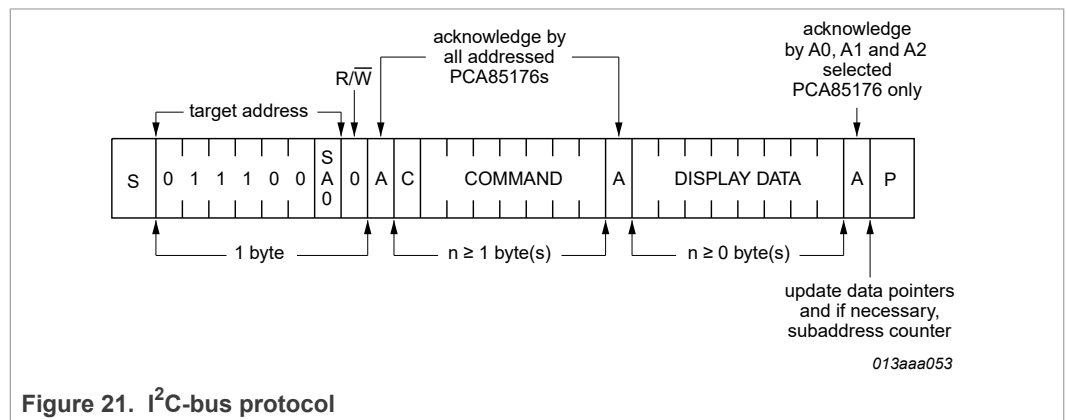 acknowledge by
all addressed
PCA85176s
acknowledge
by A0, A1 and A2
selected
PCA85176 only
R/W̅
target address
S 0 1 1 1 0 0 SA0 0 A C COMMAND A DISPLAY DATA A P
1 byte
n ≥ 1 byte(s)
n ≥ 0 byte(s)
update data pointers
and if necessary,
subaddress counter
013aaa053
Figure 21. I²C-bus protocol